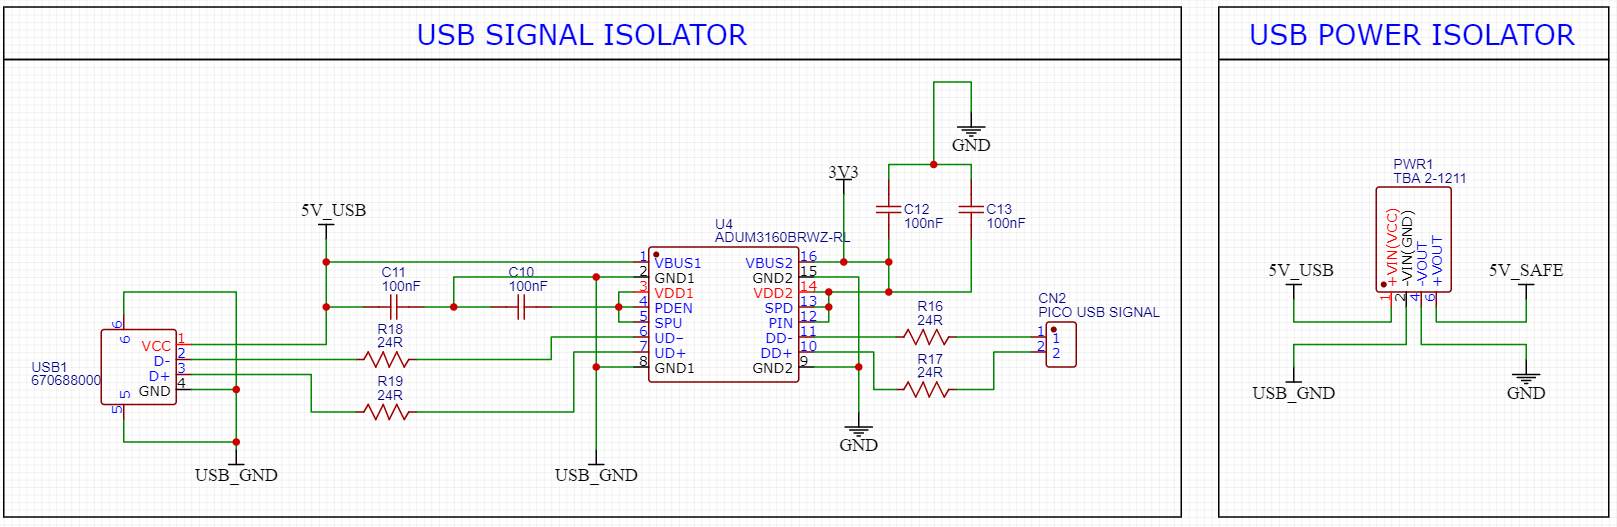 USB SIGNAL ISOLATOR
USB POWER ISOLATOR
GND
3V3
C12
100nF
C13
100nF
5V_USB
U4
ADUM3160BRWZ-RL
1
2
3
4
5
6
7
8
VBUS1
GND1
VDD1
PDEN
SPU
UD-
UD+
GND1
VBUS2
GND2
VDD2
SPD
PIN
DD-
DD+
GND2
16
15
14
13
12
11
10
9
C11
100nF
C10
100nF
R18
24R
R19
24R
USB1
670688000
6
6
VCC
D-
D+
GND
1
2
3
4
5
5
USB_GND
USB_GND
GND
R16
24R
R17
24R
CN2
PICO USB SIGNAL
1
2
1
2
PWR1
TBA 2-1211
+VIN(VCC)
-VIN(GND)
-VOUT
+VOUT
1
2
4
6
5V_USB
5V_SAFE
USB_GND
GND